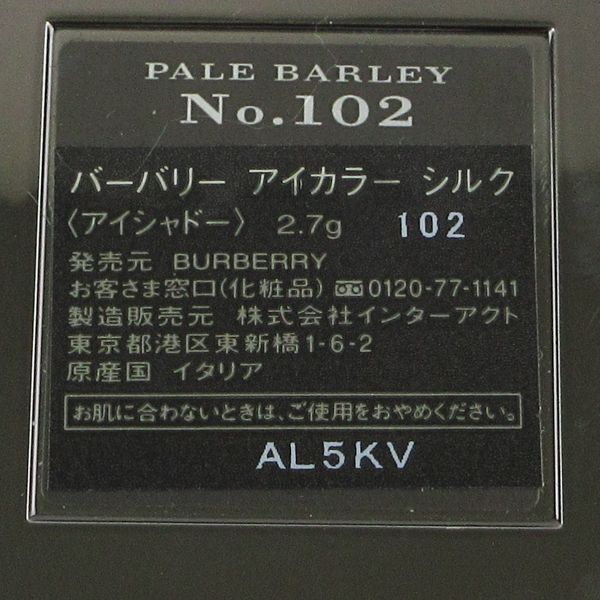 PALE BARLEY
No.102
バーバリー アイカラー シルク
〈アイシャドー〉 2.7g 102
発売元 BURBERRY
お客さま窓口(化粧品) 0120-77-1141
製造販売元 株式会社インターアクト
東京都港区東新橋1-6-2
原産国 イタリア
お肌に合わないときは、ご使用をおやめください。
AL5KV